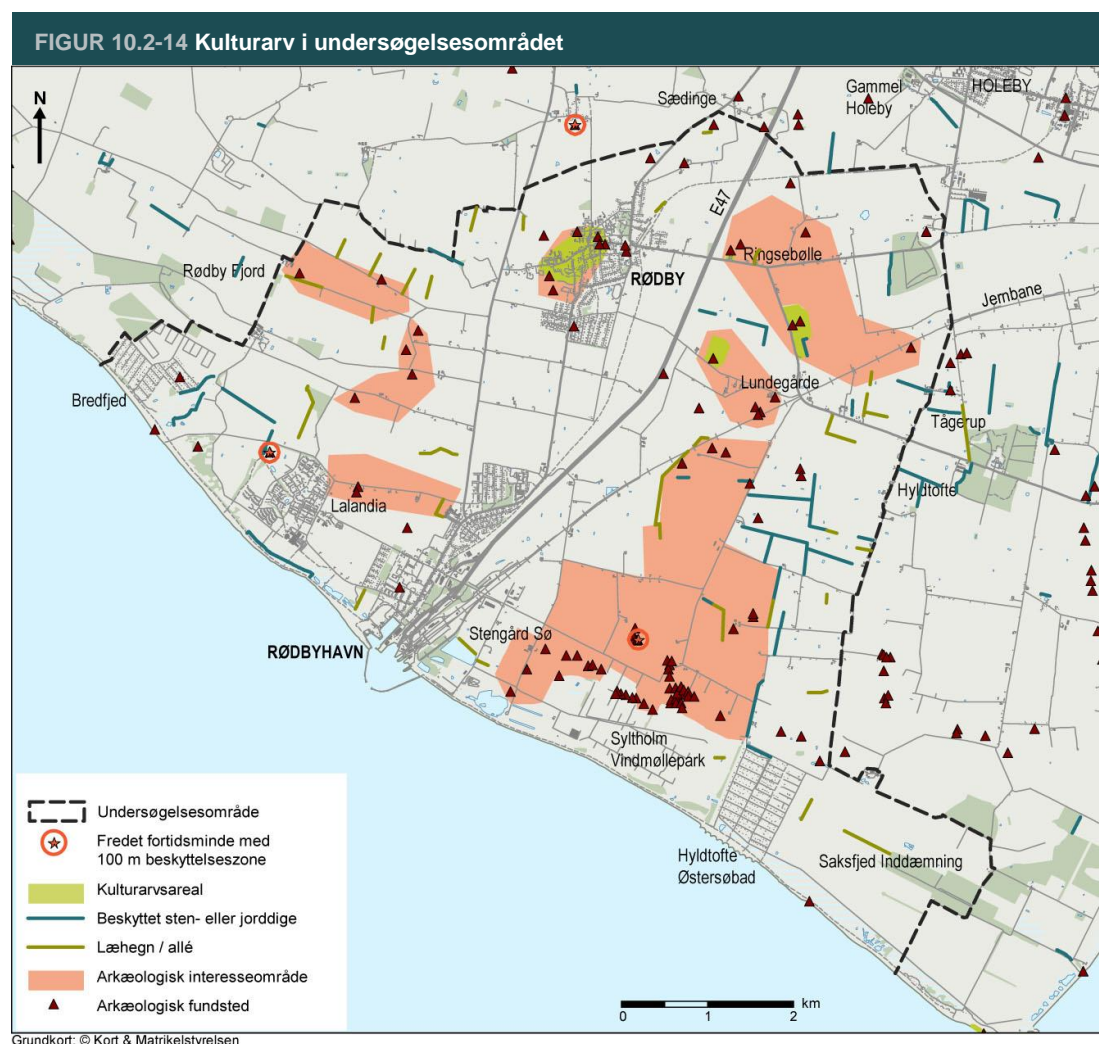 FIGUR 10.2-14 Kulturarv i undersøgelsesområdet
N
Sædinge
Gammel
Holeby
HOLEBY
E47
Rødby Fjord
RØDBY
Ringsebølle
Jernbane
Bredfjed
Lundegårde
Tågerup
Hyldtofte
Lalandia
Stengård Sø
RØDBYHAVN
Syltholm
Vindmøllepark
Hyldtofte
Østersøbad
Saksfjed Inddæmning
Undersøgelsesområde
Fredet fortidsminde med
100 m beskyttelseszone
Kulturarvsareal
Beskyttet sten- eller jorddige
Læhegn / allé
Arkæologisk interesseområde
Arkæologisk fundsted
km
0 1 2
Grundkort: © Kort & Matrikelstyrelsen